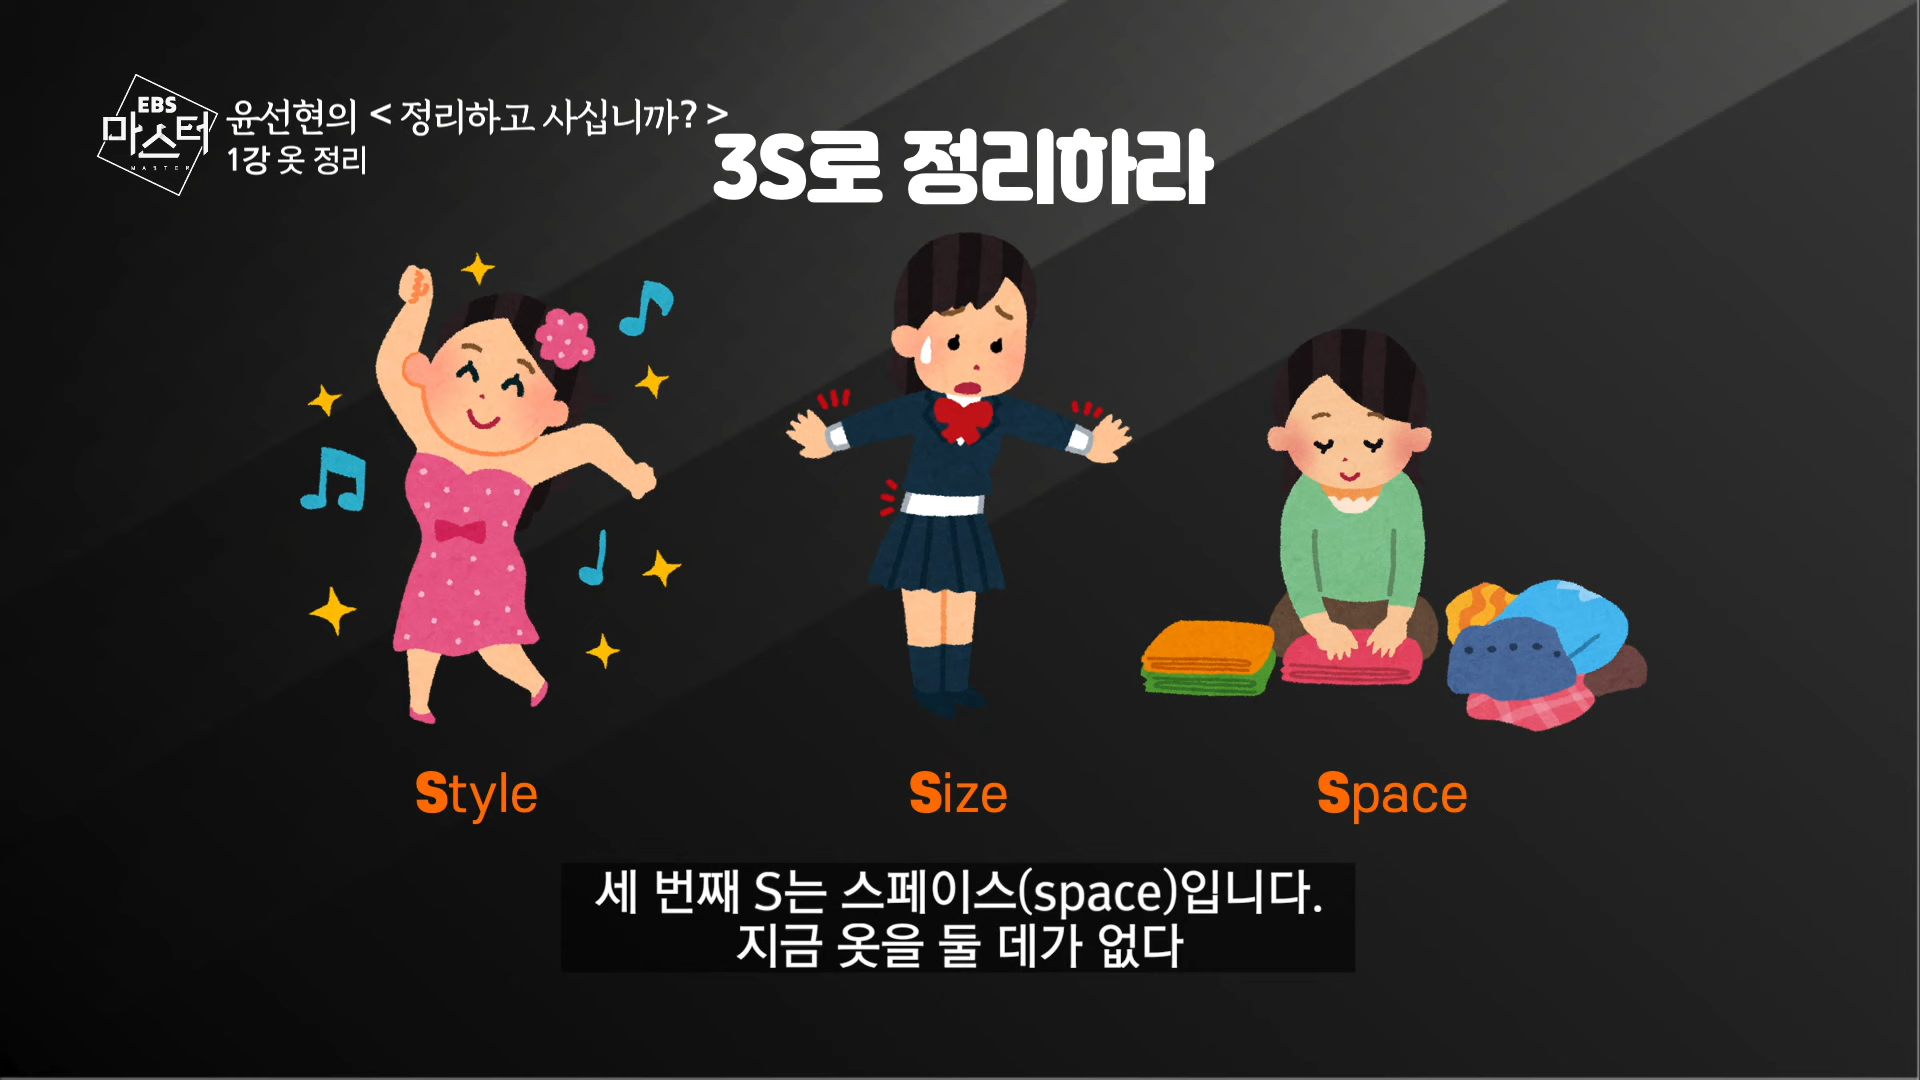 EBS
마스터
MASTER
윤선현의 < 정리하고 사십니까? >
1강 옷 정리
3S로 정리하라
Style
Size
Space
세 번째 S는 스페이스(space)입니다.
지금 옷을 둘 데가 없다